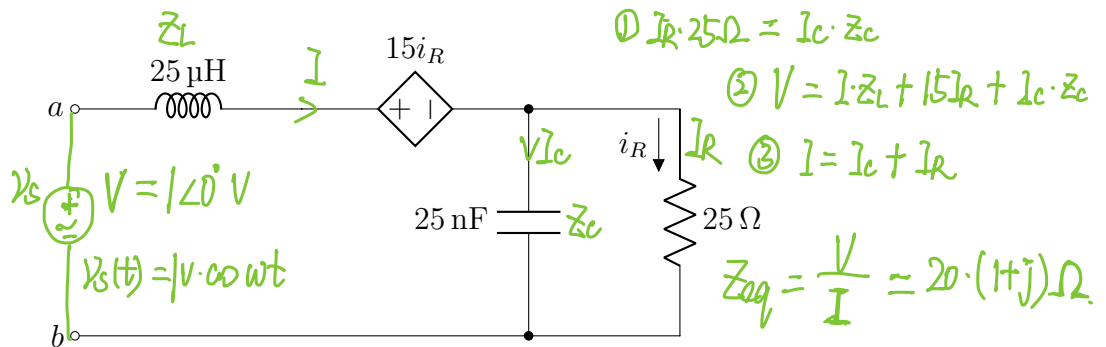 Z_L
25 μH
I
15i_R
① I_R·25Ω = I_c·Z_c
② V = I·Z_L + 15I_R + I_c·Z_c
③ I = I_c + I_R
a
+ −
V I_c
i_R
I_R
V_s
+
V = 1∠0° V
25 nF
Z_c
25 Ω
V_s(t) = 1V·cos ωt
Z_eq = V/I = 20·(1+j)Ω
b